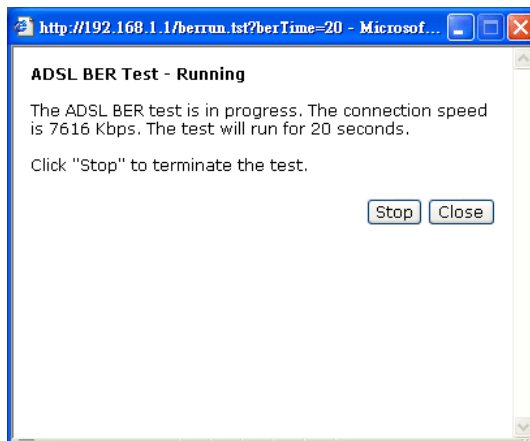 http://192.168.1.1/berrun.tst?berTime=20 - Microsof...
ADSL BER Test - Running
The ADSL BER test is in progress. The connection speed
is 7616 Kbps. The test will run for 20 seconds.
Click "Stop" to terminate the test.
Stop Close